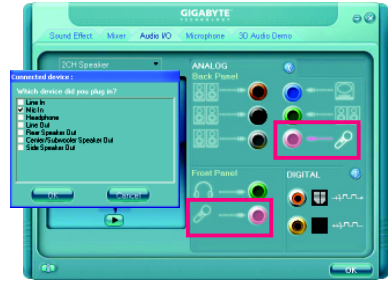 GIGABYTE
TECHNOLOGY
Sound Effect Mixer Audio I/O Microphone 3D Audio Demo
2CH Speaker
ANALOG
Back Panel
Connected device :
Which device did you plug in?
Line In
Mic In
Headphone
Line Out
Rear Speaker Out
Center/Subwoofer Speaker Out
Side Speaker Out
OK Cancel
Front Panel
DIGITAL
OK